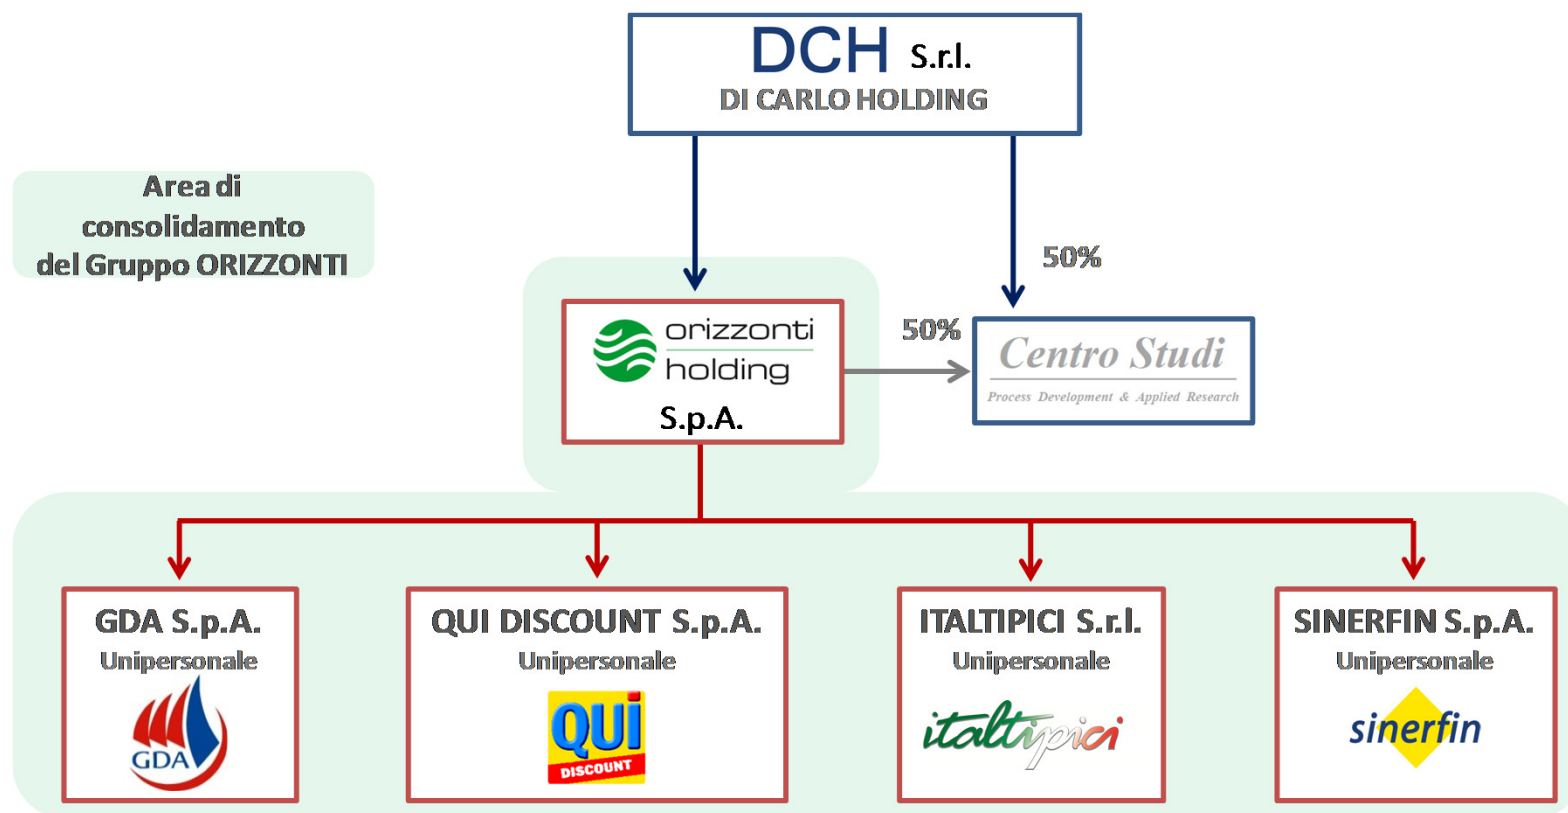 DCH S.r.l.
DI CARLO HOLDING
Area di
consolidamento
del Gruppo ORIZZONTI
50%
50%
orizzonti
holding
S.p.A.
Centro Studi
Process Development & Applied Research
GDA S.p.A.
Unipersonale
GDA
QUI DISCOUNT S.p.A.
Unipersonale
QUi
DISCOUNT
ITALTIPICI S.r.l.
Unipersonale
italtipici
SINERFIN S.p.A.
Unipersonale
sinerfin